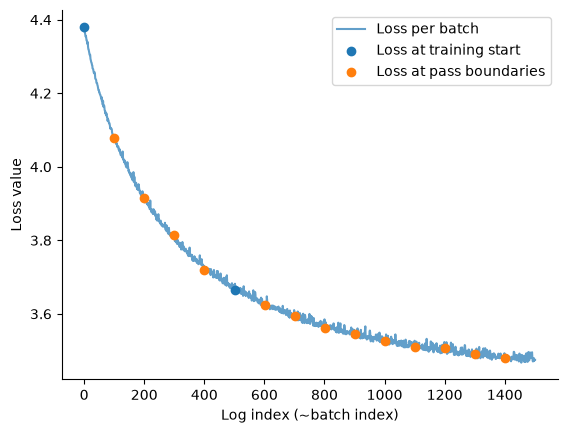 Loss per batch
Loss at training start
Loss at pass boundaries
4.4
4.2
4.0
3.8
3.6
Loss value
0 200 400 600 800 1000 1200 1400
Log index (~batch index)